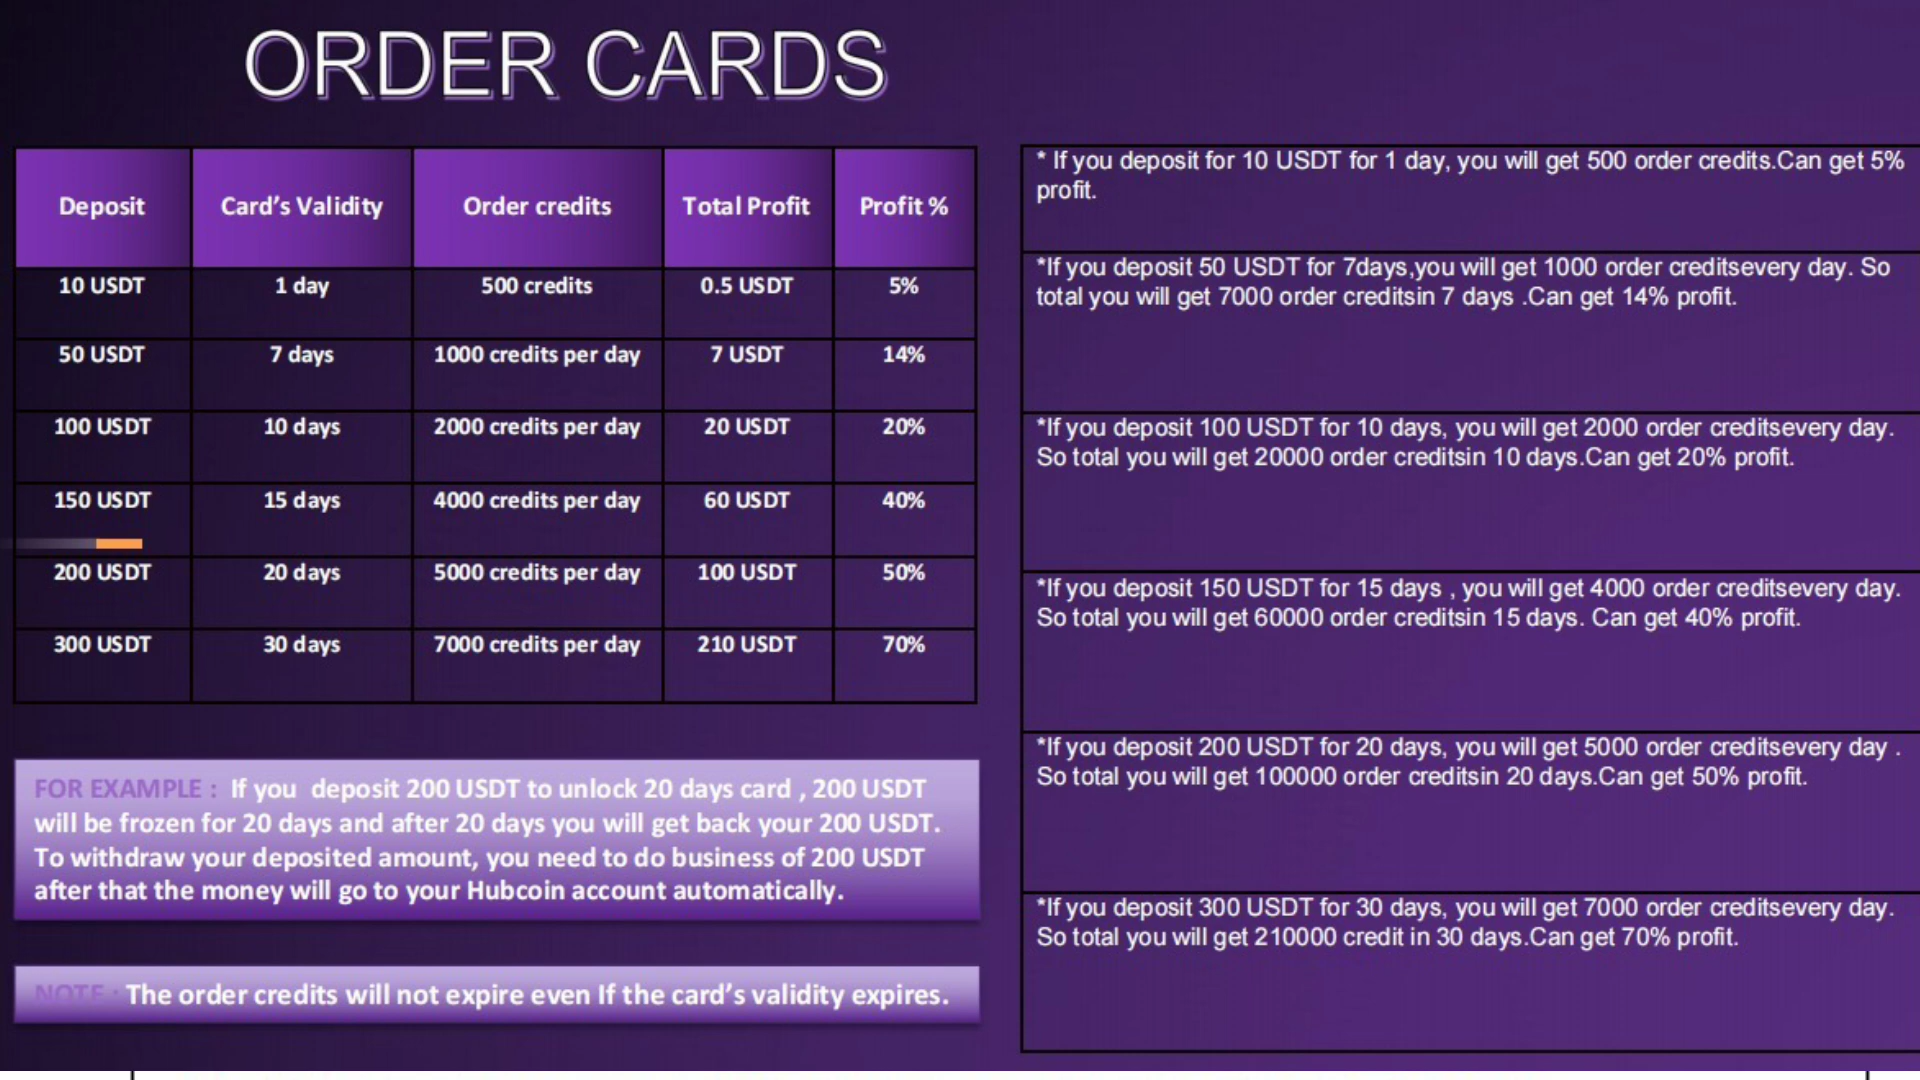 ORDER CARDS
Deposit Card's Validity Order credits Total Profit Profit %
10 USDT 1 day 500 credits 0.5 USDT 5%
50 USDT 7 days 1000 credits per day 7 USDT 14%
100 USDT 10 days 2000 credits per day 20 USDT 20%
150 USDT 15 days 4000 credits per day 60 USDT 40%
200 USDT 20 days 5000 credits per day 100 USDT 50%
300 USDT 30 days 7000 credits per day 210 USDT 70%
FOR EXAMPLE : If you deposit 200 USDT to unlock 20 days card , 200 USDT
will be frozen for 20 days and after 20 days you will get back your 200 USDT.
To withdraw your deposited amount, you need to do business of 200 USDT
after that the money will go to your Hubcoin account automatically.
NOTE : The order credits will not expire even If the card's validity expires.
* If you deposit for 10 USDT for 1 day, you will get 500 order credits.Can get 5%
profit.
*If you deposit 50 USDT for 7days,you will get 1000 order creditsevery day. So
total you will get 7000 order creditsin 7 days .Can get 14% profit.
*If you deposit 100 USDT for 10 days, you will get 2000 order creditsevery day.
So total you will get 20000 order creditsin 10 days.Can get 20% profit.
*If you deposit 150 USDT for 15 days , you will get 4000 order creditsevery day.
So total you will get 60000 order creditsin 15 days. Can get 40% profit.
*If you deposit 200 USDT for 20 days, you will get 5000 order creditsevery day .
So total you will get 100000 order creditsin 20 days.Can get 50% profit.
*If you deposit 300 USDT for 30 days, you will get 7000 order creditsevery day.
So total you will get 210000 credit in 30 days.Can get 70% profit.